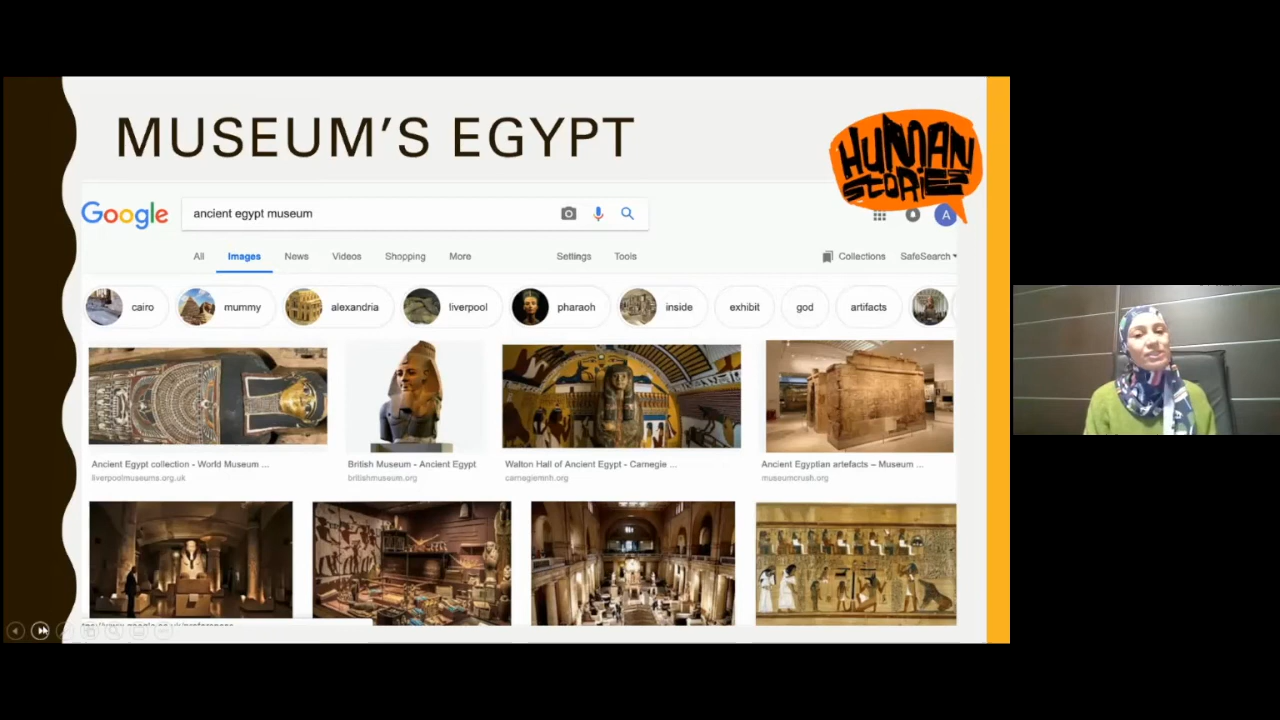 MUSEUM'S EGYPT
HUMAN
STORIES
Google
ancient egypt museum
A
All Images News Videos Shopping More Settings Tools
Collections SafeSearch
cairo mummy alexandria liverpool pharaoh inside exhibit god artifacts
Ancient Egypt collection - World Museum ...
liverpoolmuseums.org.uk
British Museum - Ancient Egypt
britishmuseum.org
Walton Hall of Ancient Egypt - Carnegie ...
carnegiemnh.org
Ancient Egyptian artefacts – Museum ...
museumcrush.org